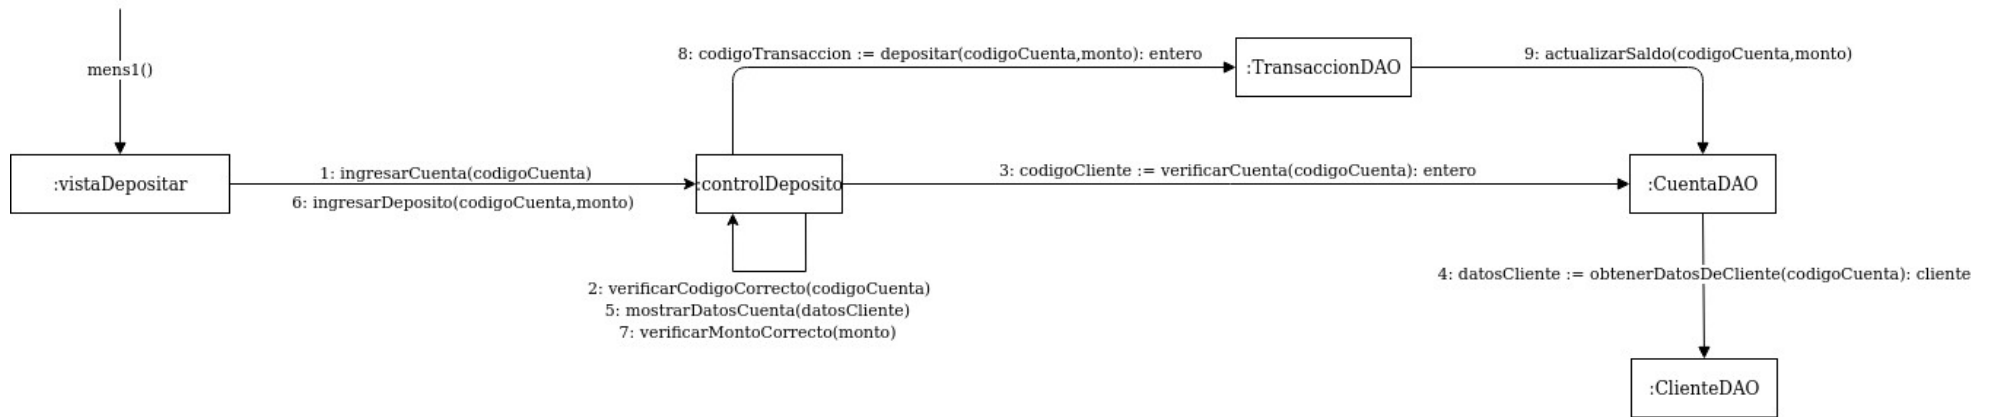 8: codigoTransaccion := depositar(codigoCuenta,monto): entero
:TransaccionDAO
9: actualizarSaldo(codigoCuenta,monto)
mens1()
:vistaDepositar
1: ingresarCuenta(codigoCuenta)
6: ingresarDeposito(codigoCuenta,monto)
:controlDeposito
3: codigoCliente := verificarCuenta(codigoCuenta): entero
:CuentaDAO
2: verificarCodigoCorrecto(codigoCuenta)
5: mostrarDatosCuenta(datosCliente)
7: verificarMontoCorrecto(monto)
4: datosCliente := obtenerDatosDeCliente(codigoCuenta): cliente
:ClienteDAO